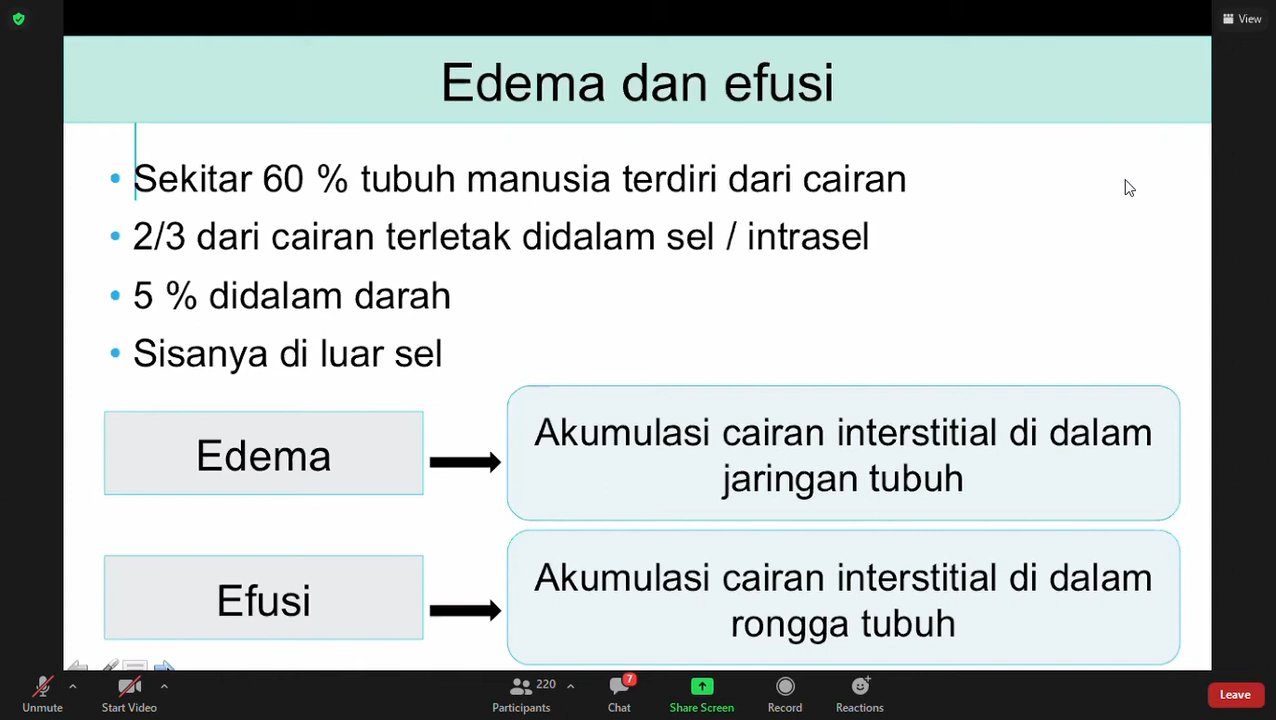 View
Edema dan efusi
• Sekitar 60 % tubuh manusia terdiri dari cairan
• 2/3 dari cairan terletak didalam sel / intrasel
• 5 % didalam darah
• Sisanya di luar sel
Edema
Akumulasi cairan interstitial di dalam
jaringan tubuh
Efusi
Akumulasi cairan interstitial di dalam
rongga tubuh
220
7
Unmute
Start Video
Participants
Chat
Share Screen
Record
Reactions
Leave